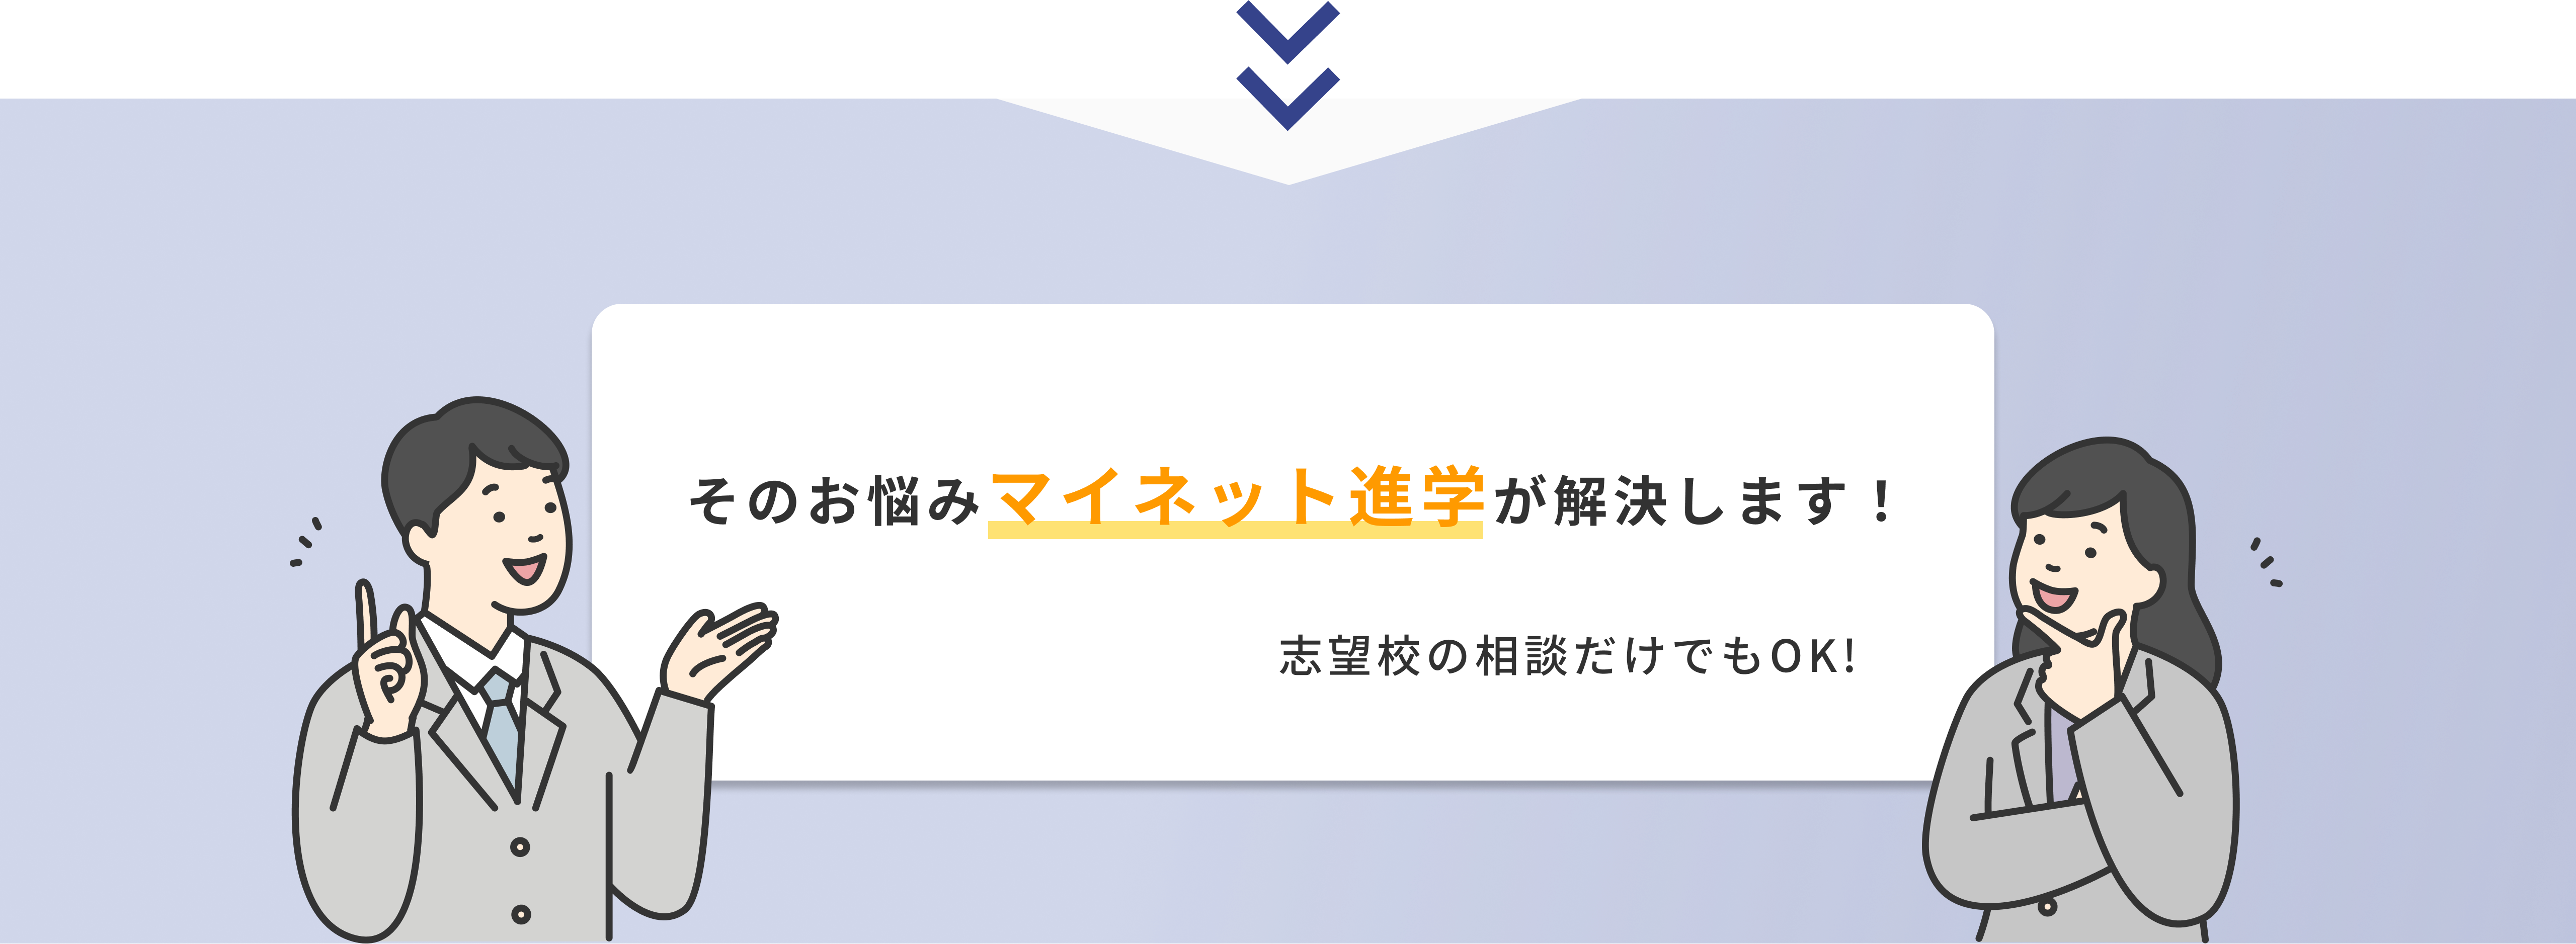 そのお悩みマイネット進学が解決します！
志望校の相談だけでもOK!